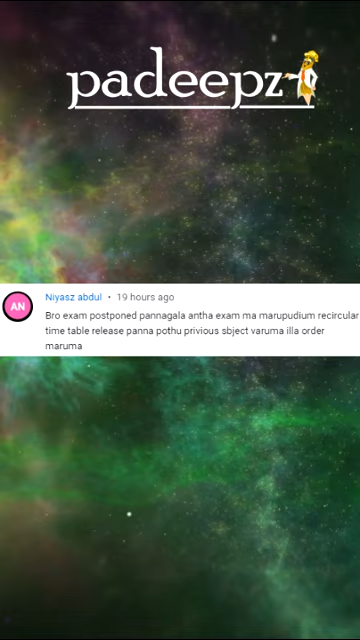 padeepz
AN
Niyasz abdul • 19 hours ago
Bro exam postponed pannagala antha exam ma marupudium recircular
time table release panna pothu privious sbject varuma illa order
maruma